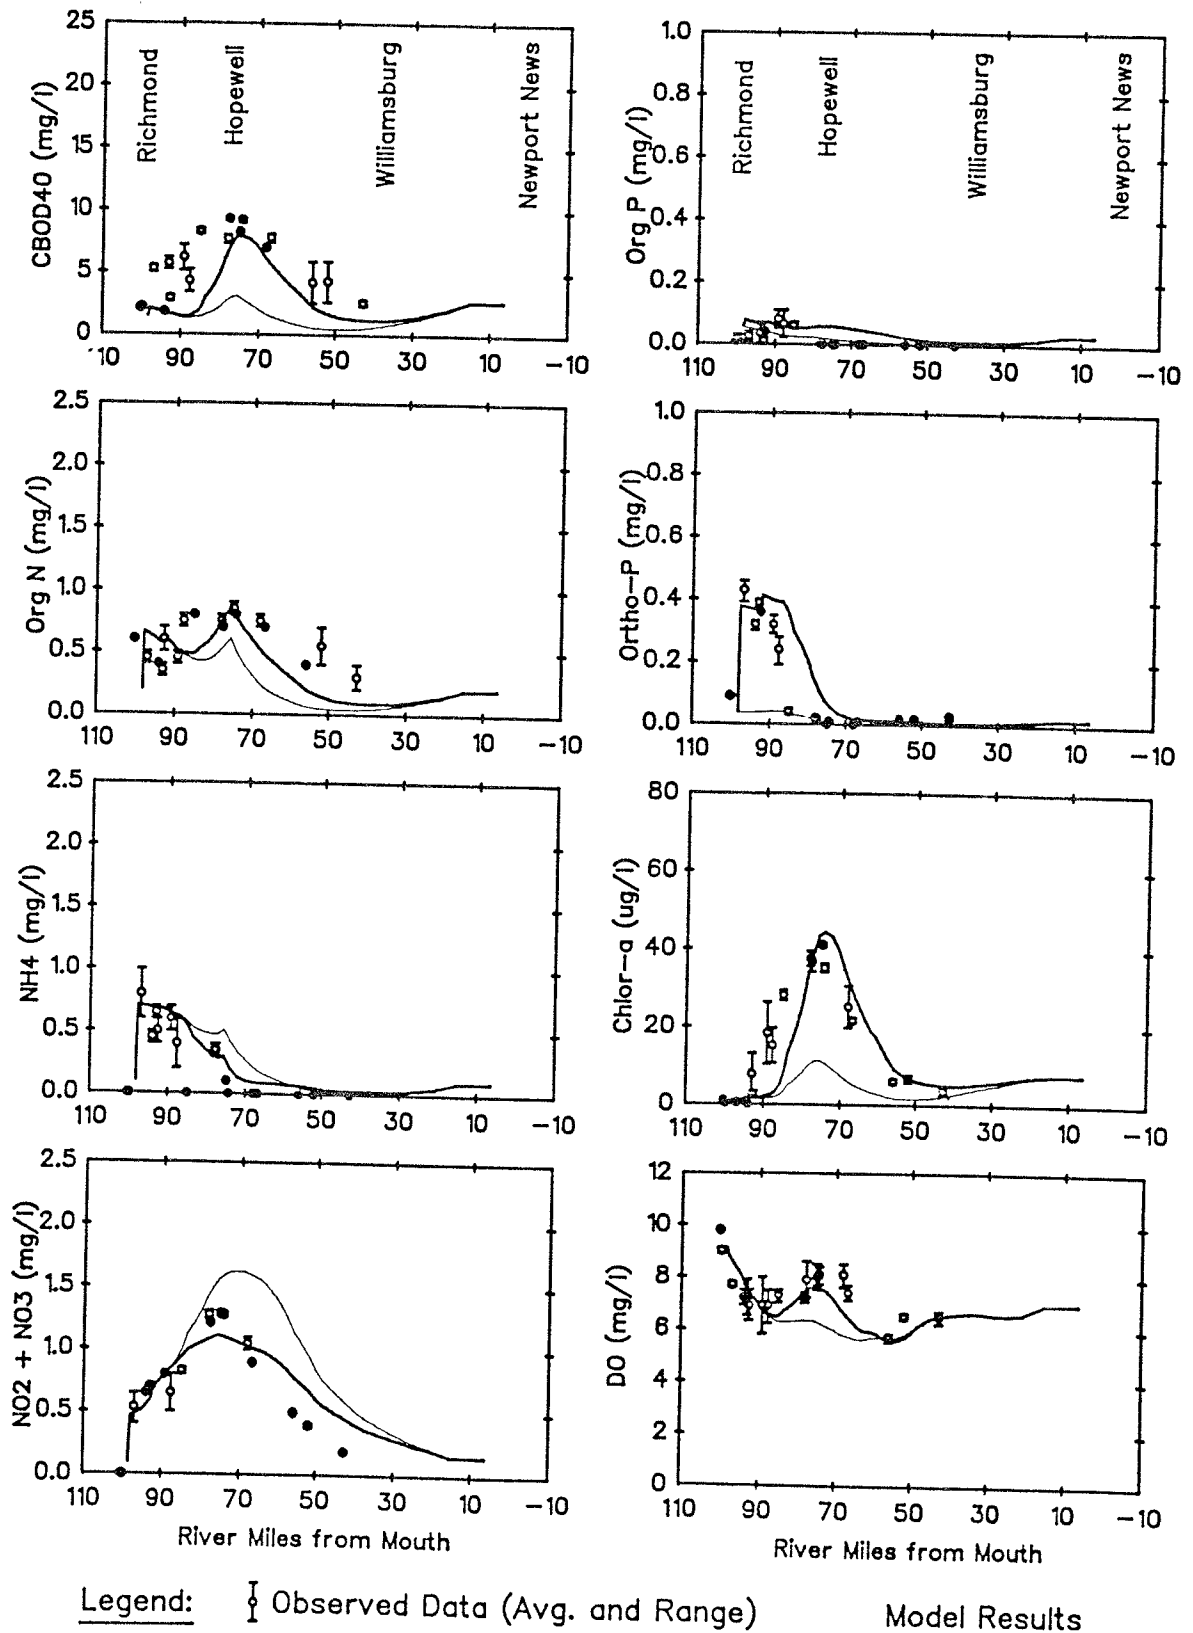 CBOD40 (mg/l)
25
20
15
10
5
0
Richmond
Hopewell
Williamsburg
Newport News
110 90 70 50 30 10 −10
Org P (mg/l)
1.0
0.8
0.6
0.4
0.2
0.0
Richmond
Hopewell
Williamsburg
Newport News
110 90 70 50 30 10 −10
Org N (mg/l)
2.5
2.0
1.5
1.0
0.5
0.0
110 90 70 50 30 10 −10
Ortho−P (mg/l)
1.0
0.8
0.6
0.4
0.2
0.0
110 90 70 50 30 10 −10
NH4 (mg/l)
2.5
2.0
1.5
1.0
0.5
0.0
110 90 70 50 30 10 −10
Chlor−a (ug/l)
80
60
40
20
0
110 90 70 50 30 10 −10
NO2 + NO3 (mg/l)
2.5
2.0
1.5
1.0
0.5
0.0
110 90 70 50 30 10 −10
River Miles from Mouth
DO (mg/l)
12
10
8
6
4
2
0
110 90 70 50 30 10 −10
River Miles from Mouth
Legend: Observed Data (Avg. and Range) Model Results